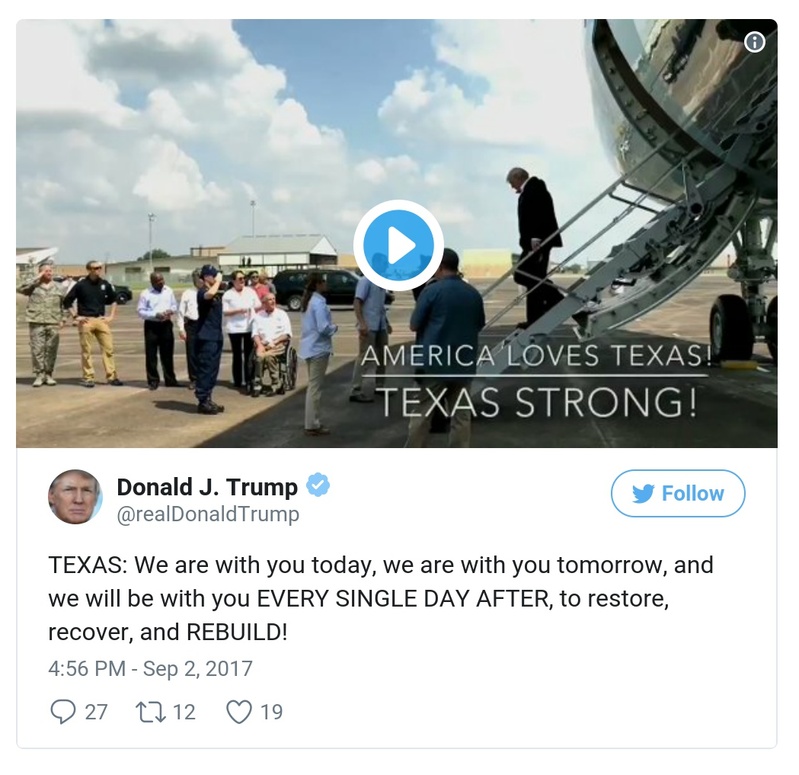 AMERICA LOVES TEXAS!
TEXAS STRONG!
Donald J. Trump
@realDonaldTrump
Follow
TEXAS: We are with you today, we are with you tomorrow, and
we will be with you EVERY SINGLE DAY AFTER, to restore,
recover, and REBUILD!
4:56 PM - Sep 2, 2017
27 12 19